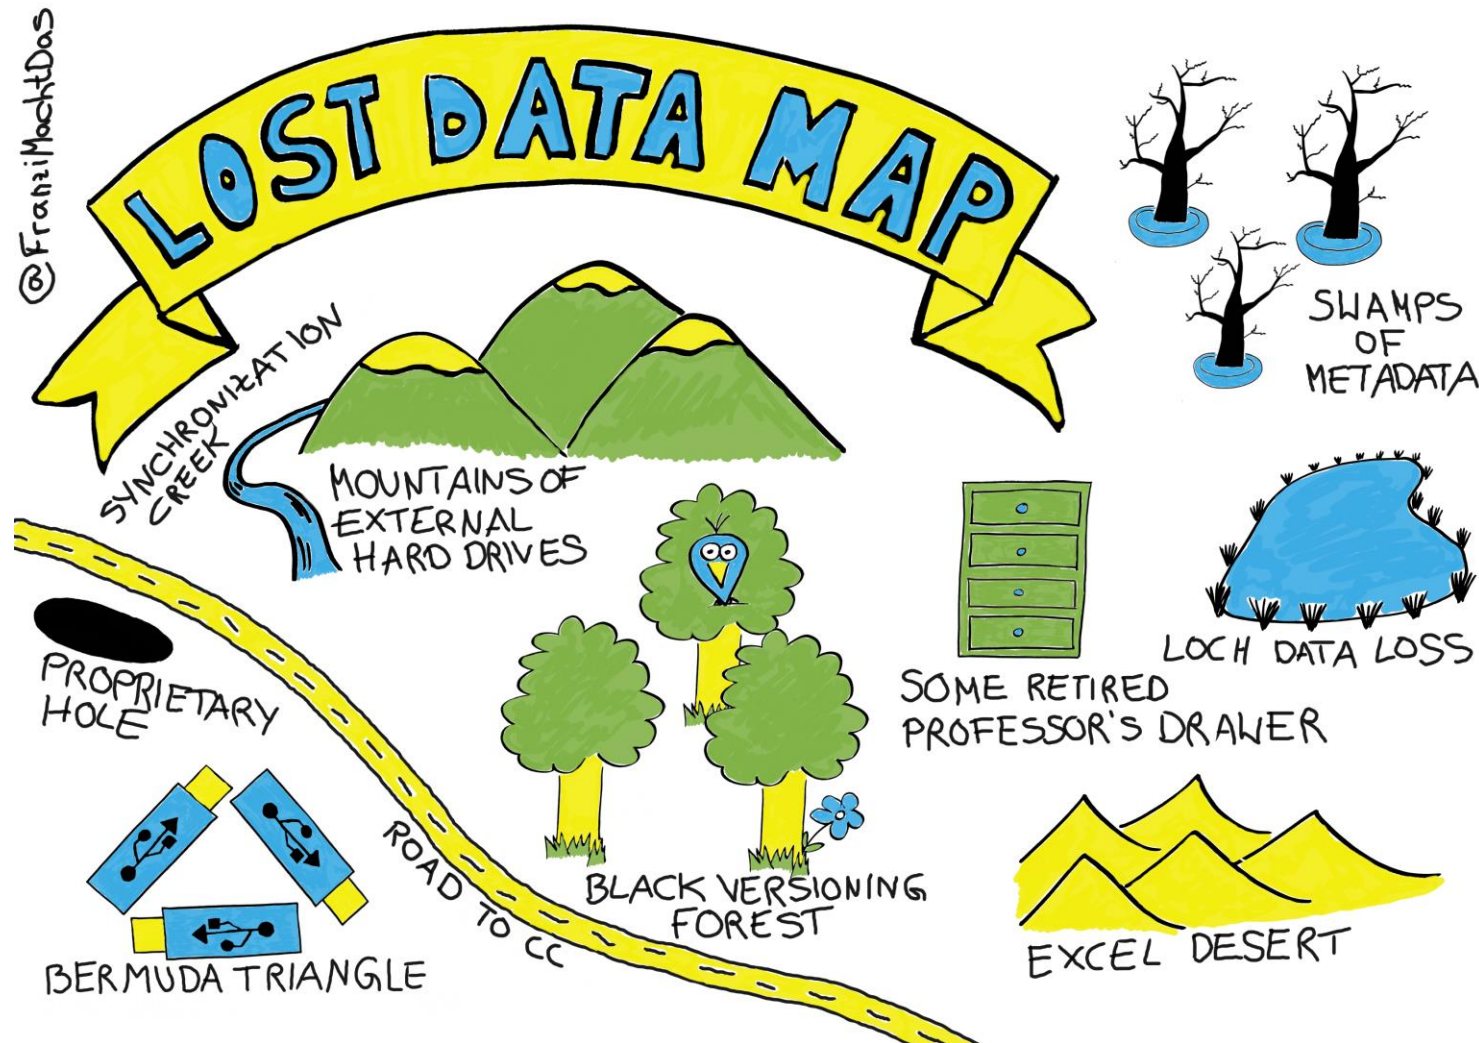 @FranziMachtDas
LOST DATA MAP
SWAMPS
OF
METADATA
SYNCHRONIZATION
CREEK
MOUNTAINS OF
EXTERNAL
HARD DRIVES
PROPRIETARY
HOLE
SOME RETIRED
PROFESSOR'S DRAWER
LOCH DATA LOSS
ROAD TO CC
BLACK VERSIONING
FOREST
BERMUDA TRIANGLE
EXCEL DESERT